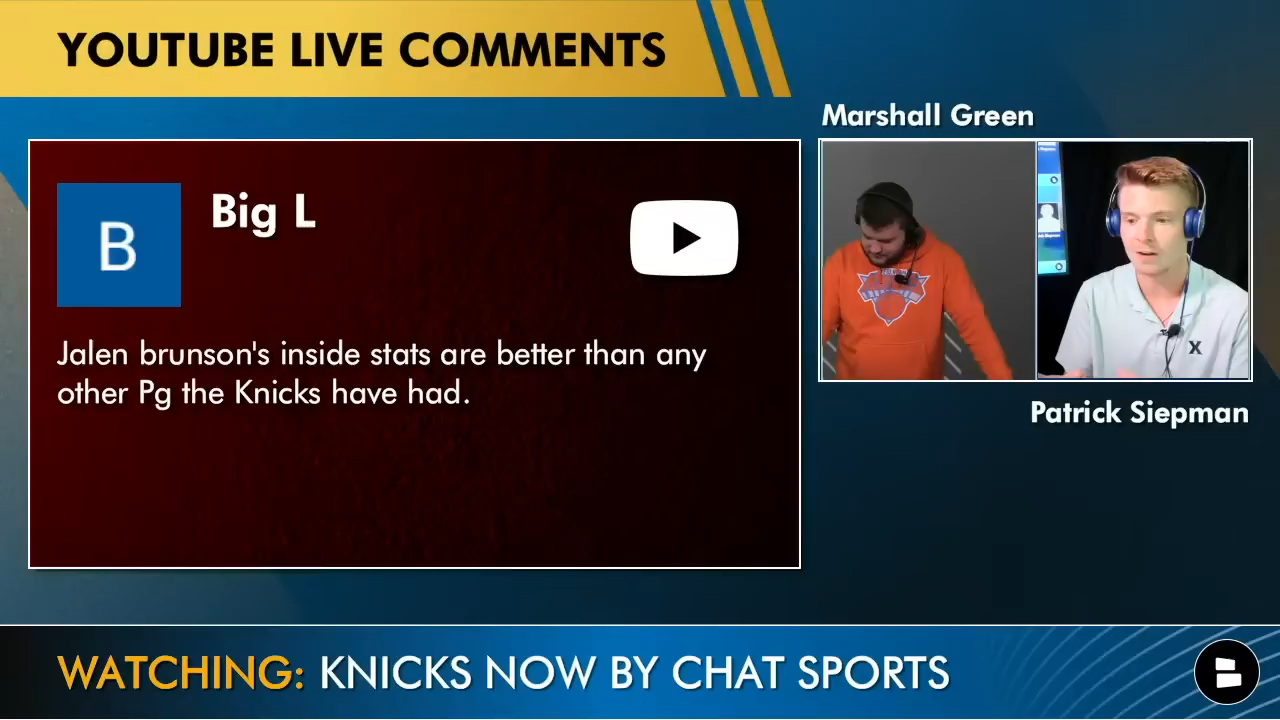 YOUTUBE LIVE COMMENTS
Marshall Green
B
Big L
Jalen brunson's inside stats are better than any
other Pg the Knicks have had.
X
Patrick Siepman
WATCHING: KNICKS NOW BY CHAT SPORTS